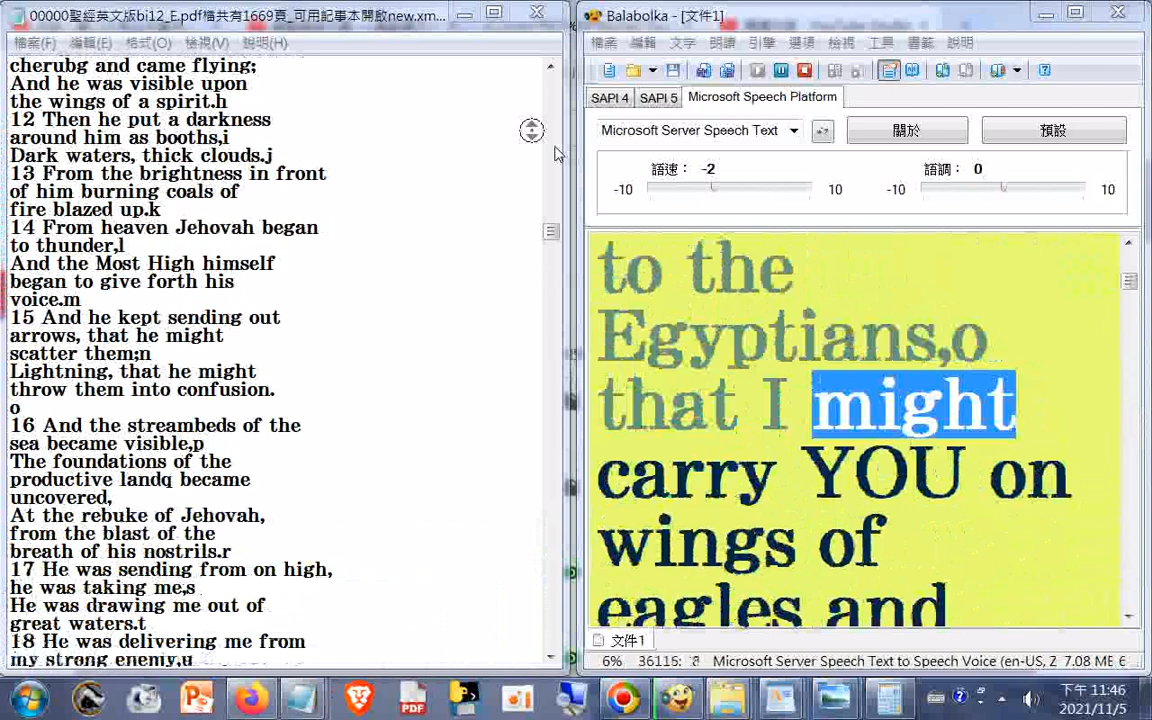 00000聖經英文版bi12_E.pdf檔共有1669頁_可用記事本開啟new.xm...
檔案(F) 編輯(E) 格式(O) 檢視(V) 說明(H)
cherubg and came flying;
And he was visible upon
the wings of a spirit.h
12 Then he put a darkness
around him as booths,i
Dark waters, thick clouds.j
13 From the brightness in front
of him burning coals of
fire blazed up.k
14 From heaven Jehovah began
to thunder,l
And the Most High himself
began to give forth his
voice.m
15 And he kept sending out
arrows, that he might
scatter them;n
Lightning, that he might
throw them into confusion.
o
16 And the streambeds of the
sea became visible,p
The foundations of the
productive landq became
uncovered,
At the rebuke of Jehovah,
from the blast of the
breath of his nostrils.r
17 He was sending from on high,
he was taking me,s
He was drawing me out of
great waters.t
18 He was delivering me from
my strong enemy,u
Balabolka - [文件1]
檔案 編輯 文字 朗讀 引擎 選項 檢視 工具 書籤 說明
SAPI 4 SAPI 5 Microsoft Speech Platform
Microsoft Server Speech Text 關於 預設
語速： -2 語調： 0
-10 10 -10 10
to the
Egyptians,o
that I might
carry YOU on
wings of
eagles and
文件1
6% 36115: Microsoft Server Speech Text to Speech Voice (en-US, 7.08 MB
PDF
下午 11:46
2021/11/5